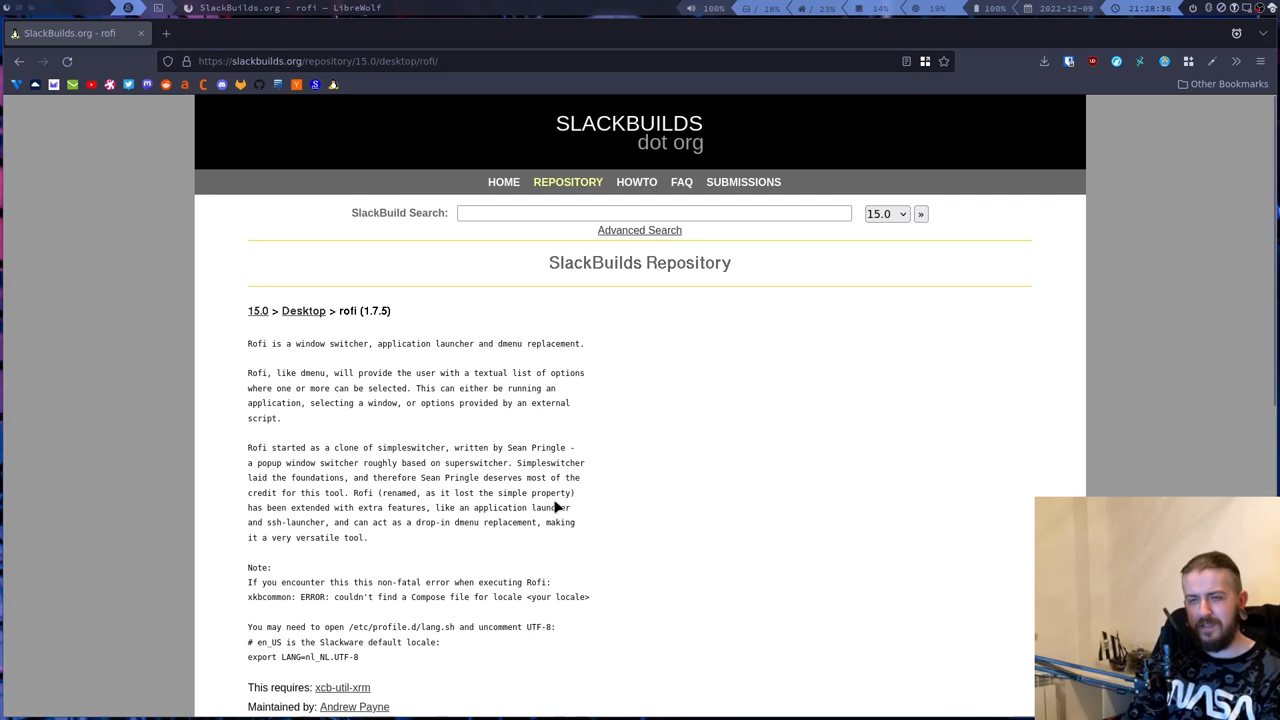 SlackBuilds.org - rofi - LibreWolf
100%
/ 18%
23%
14%
19%
100%
2022-12-09
21:28:36
SlackBuilds.org - rofi
https://slackbuilds.org/repository/15.0/desktop/rofi/
Other Bookmarks
SLACKBUILDS
dot org
HOME REPOSITORY HOWTO FAQ SUBMISSIONS
SlackBuild Search: 15.0 »
Advanced Search
SlackBuilds Repository
15.0 > Desktop > rofi (1.7.5)
Rofi is a window switcher, application launcher and dmenu replacement.
Rofi, like dmenu, will provide the user with a textual list of options
where one or more can be selected. This can either be running an
application, selecting a window, or options provided by an external
script.
Rofi started as a clone of simpleswitcher, written by Sean Pringle -
a popup window switcher roughly based on superswitcher. Simpleswitcher
laid the foundations, and therefore Sean Pringle deserves most of the
credit for this tool. Rofi (renamed, as it lost the simple property)
has been extended with extra features, like an application launcher
and ssh-launcher, and can act as a drop-in dmenu replacement, making
it a very versatile tool.
Note:
If you encounter this this non-fatal error when executing Rofi:
xkbcommon: ERROR: couldn't find a Compose file for locale <your locale>
You may need to open /etc/profile.d/lang.sh and uncomment UTF-8:
# en_US is the Slackware default locale:
export LANG=nl_NL.UTF-8
This requires: xcb-util-xrm
Maintained by: Andrew Payne
NASA